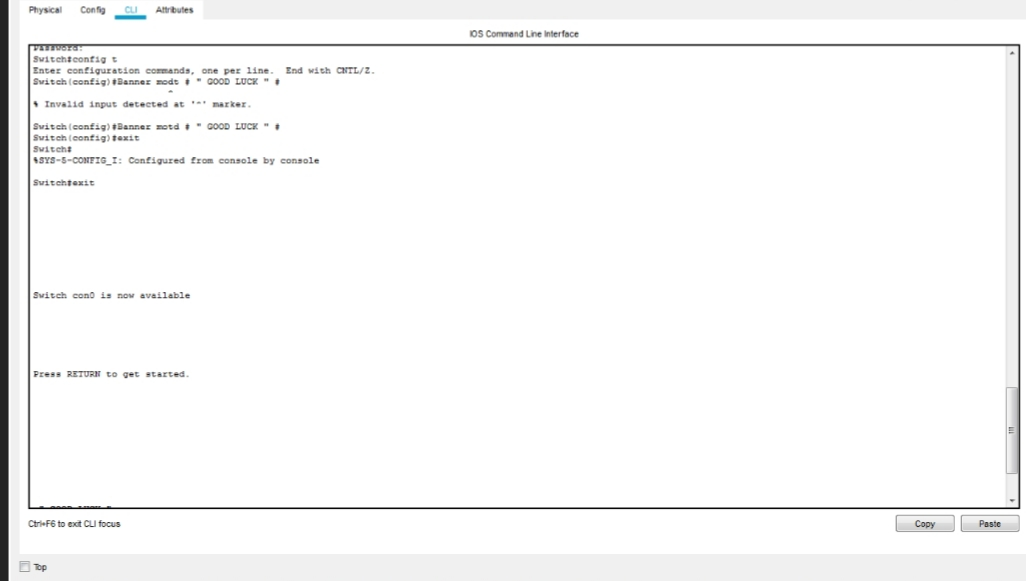 Physical Config CLI Attributes
IOS Command Line Interface
Password:
Switch#config t
Enter configuration commands, one per line. End with CNTL/Z.
Switch(config)#Banner modt # " GOOD LUCK " #
^
% Invalid input detected at '^' marker.
Switch(config)#Banner motd # " GOOD LUCK " #
Switch(config)#exit
Switch#
%SYS-5-CONFIG_I: Configured from console by console
Switch#exit
Switch con0 is now available
Press RETURN to get started.
" GOOD LUCK "
Ctrl+F6 to exit CLI focus
Copy Paste
Top